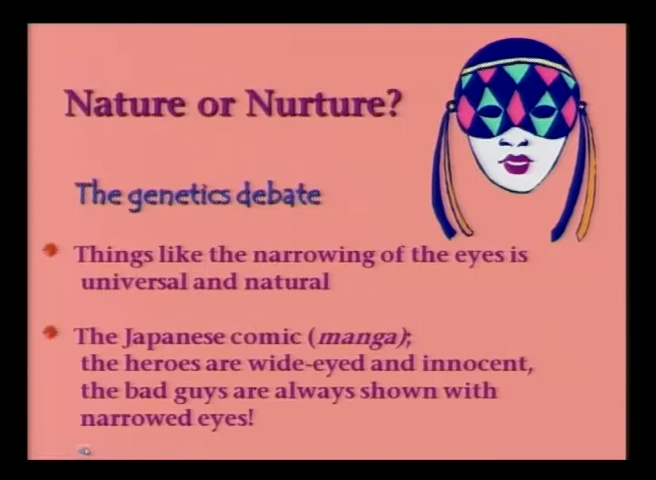 Nature or Nurture?
The genetics debate
Things like the narrowing of the eyes is
universal and natural
The Japanese comic (manga);
the heroes are wide-eyed and innocent,
the bad guys are always shown with
narrowed eyes!